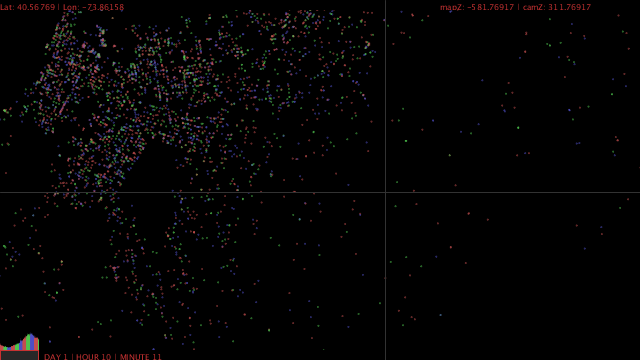 Lat: 40.56769 | Lon: -73.86158
mapZ: -581.76917 | camZ: 311.76917
DAY 1 | HOUR 10 | MINUTE 11